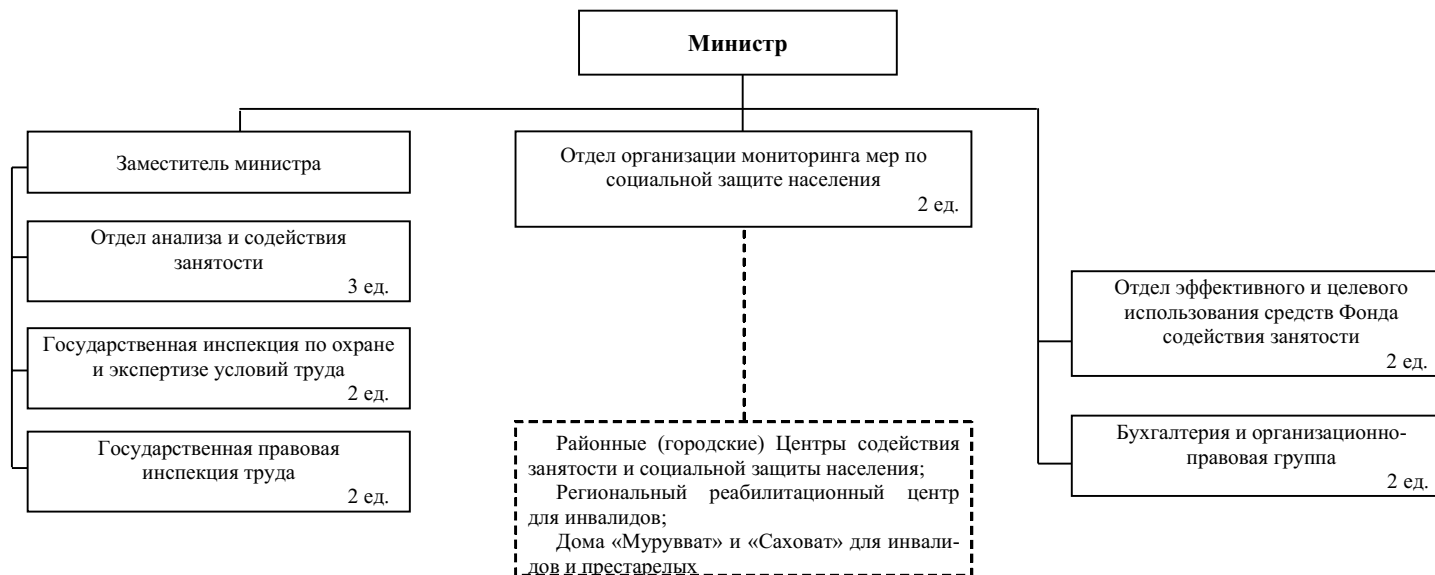 Министр
Заместитель министра
Отдел анализа и содействия
занятости
3 ед.
Государственная инспекция по охране
и экспертизе условий труда
2 ед.
Государственная правовая
инспекция труда
2 ед.
Отдел организации мониторинга мер по
социальной защите населения
2 ед.
Районные (городские) Центры содействия
занятости и социальной защиты населения;
Региональный реабилитационный центр
для инвалидов;
Дома «Мурувват» и «Саховат» для инвали-
дов и престарелых
Отдел эффективного и целевого
использования средств Фонда
содействия занятости
2 ед.
Бухгалтерия и организационно-
правовая группа
2 ед.